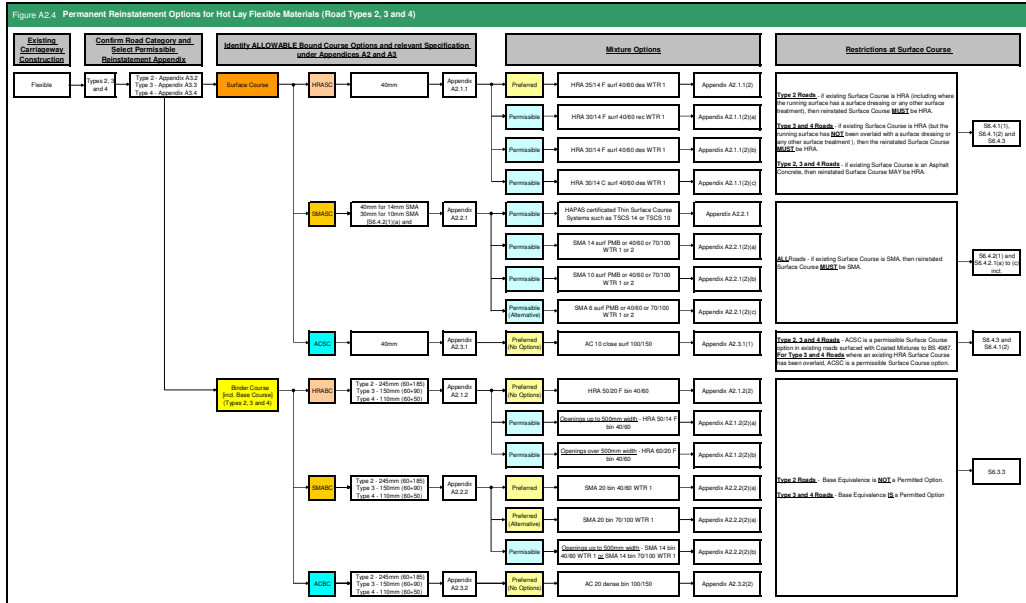 Figure A2.4 Permanent Reinstatement Options for Hot Lay Flexible Materials (Road Types 2, 3 and 4)
Existing
Carriageway
Construction
Confirm Road Category and
Select Permissible
Reinstatement Appendix
Identify ALLOWABLE Bound Course Options and relevant Specification
under Appendices A2 and A3
Mixture Options
Restrictions at Surface Course
Flexible
Types 2, 3
and 4
Type 2 - Appendix A3.2
Type 3 - Appendix A3.3
Type 4 - Appendix A3.4
Surface Course
HRASC
40mm
Appendix
A2.1.1
Preferred
HRA 35/14 F surf 40/60 des WTR 1
Appendix A2.1.1(2)
Permissible
HRA 30/14 F surf 40/60 rec WTR 1
Appendix A2.1.1(2)(a)
Permissible
HRA 30/14 F surf 40/60 des WTR 1
Appendix A2.1.1(2)(b)
Permissible
HRA 30/14 C surf 40/60 des WTR 1
Appendix A2.1.1(2)(c)
Type 2 Roads - if existing Surface Course is HRA (including where
the running surface has a surface dressing or any other surface
treatment), then reinstated Surface Course MUST be HRA.
Type 3 and 4 Roads - if existing Surface Course is HRA (but the
running surface has NOT been overlaid with a surface dressing or
any other surface treatment ), then the reinstated Surface Course
MUST be HRA.
Type 2, 3 and 4 Roads - if existing Surface Course is an Asphalt
Concrete, then reinstated Surface Course MAY be HRA.
S6.4.1(1),
S6.4.1(2) and
S6.4.3
SMASC
40mm for 14mm SMA
30mm for 10mm SMA
[S6.4.2(1)(a) and
Appendix
A2.2.1
Permissible
HAPAS certificated Thin Surface Course
Systems such as TSCS 14 or TSCS 10
Appendix A2.2.1
Permissible
SMA 14 surf PMB or 40/60 or 70/100
WTR 1 or 2
Appendix A2.2.1(2)(a)
Permissible
SMA 10 surf PMB or 40/60 or 70/100
WTR 1 or 2
Appendix A2.2.1(2)(b)
Permissible
(Alternative)
SMA 6 surf PMB or 40/60 or 70/100
WTR 1 or 2
Appendix A2.2.1(2)(c)
ALL Roads - if existing Surface Course is SMA, then reinstated
Surface Course MUST be SMA.
S6.4.2(1) and
S6.4.2.1(a) to (c)
incl.
ACSC
40mm
Appendix
A2.3.1
Preferred
(No Options)
AC 10 close surf 100/150
Appendix A2.3.1(1)
Type 2, 3 and 4 Roads - ACSC is a permissible Surface Course
option in existing roads surfaced with Coated Mixtures to BS 4987.
For Type 3 and 4 Roads where an existing HRA Surface Course
has been overlaid, ACSC is a permissible Surface Course option.
S6.4.3 and
S6.4.1(2)
Binder Course
[incl. Base Course]
(Types 2, 3 and 4)
HRABC
Type 2 - 245mm (60+185)
Type 3 - 150mm (60+90)
Type 4 - 110mm (60+50)
Appendix
A2.1.2
Preferred
(No Options)
HRA 50/20 F bin 40/60
Appendix A2.1.2(2)
Permissible
Openings up to 500mm width - HRA 50/14 F
bin 40/60
Appendix A2.1.2(2)(a)
Permissible
Openings over 500mm width - HRA 60/20 F
bin 40/60
Appendix A2.1.2(2)(b)
SMABC
Type 2 - 245mm (60+185)
Type 3 - 150mm (60+90)
Type 4 - 110mm (60+50)
Appendix
A2.2.2
Preferred
SMA 20 bin 40/60 WTR 1
Appendix A2.2.2(2)(a)
Preferred
(Alternative)
SMA 20 bin 70/100 WTR 1
Appendix A2.2.2(2)(a)
Permissible
Openings up to 500mm width - SMA 14 bin
40/60 WTR 1 or SMA 14 bin 70/100 WTR 1
Appendix A2.2.2(2)(b)
Type 2 Roads - Base Equivalence is NOT a Permitted Option.
Type 3 and 4 Roads - Base Equivalence IS a Permitted Option
S6.3.3
ACBC
Type 2 - 245mm (60+185)
Type 3 - 150mm (60+90)
Type 4 - 110mm (60+50)
Appendix
A2.3.2
Preferred
(No Options)
AC 20 dense bin 100/150
Appendix A2.3.2(2)